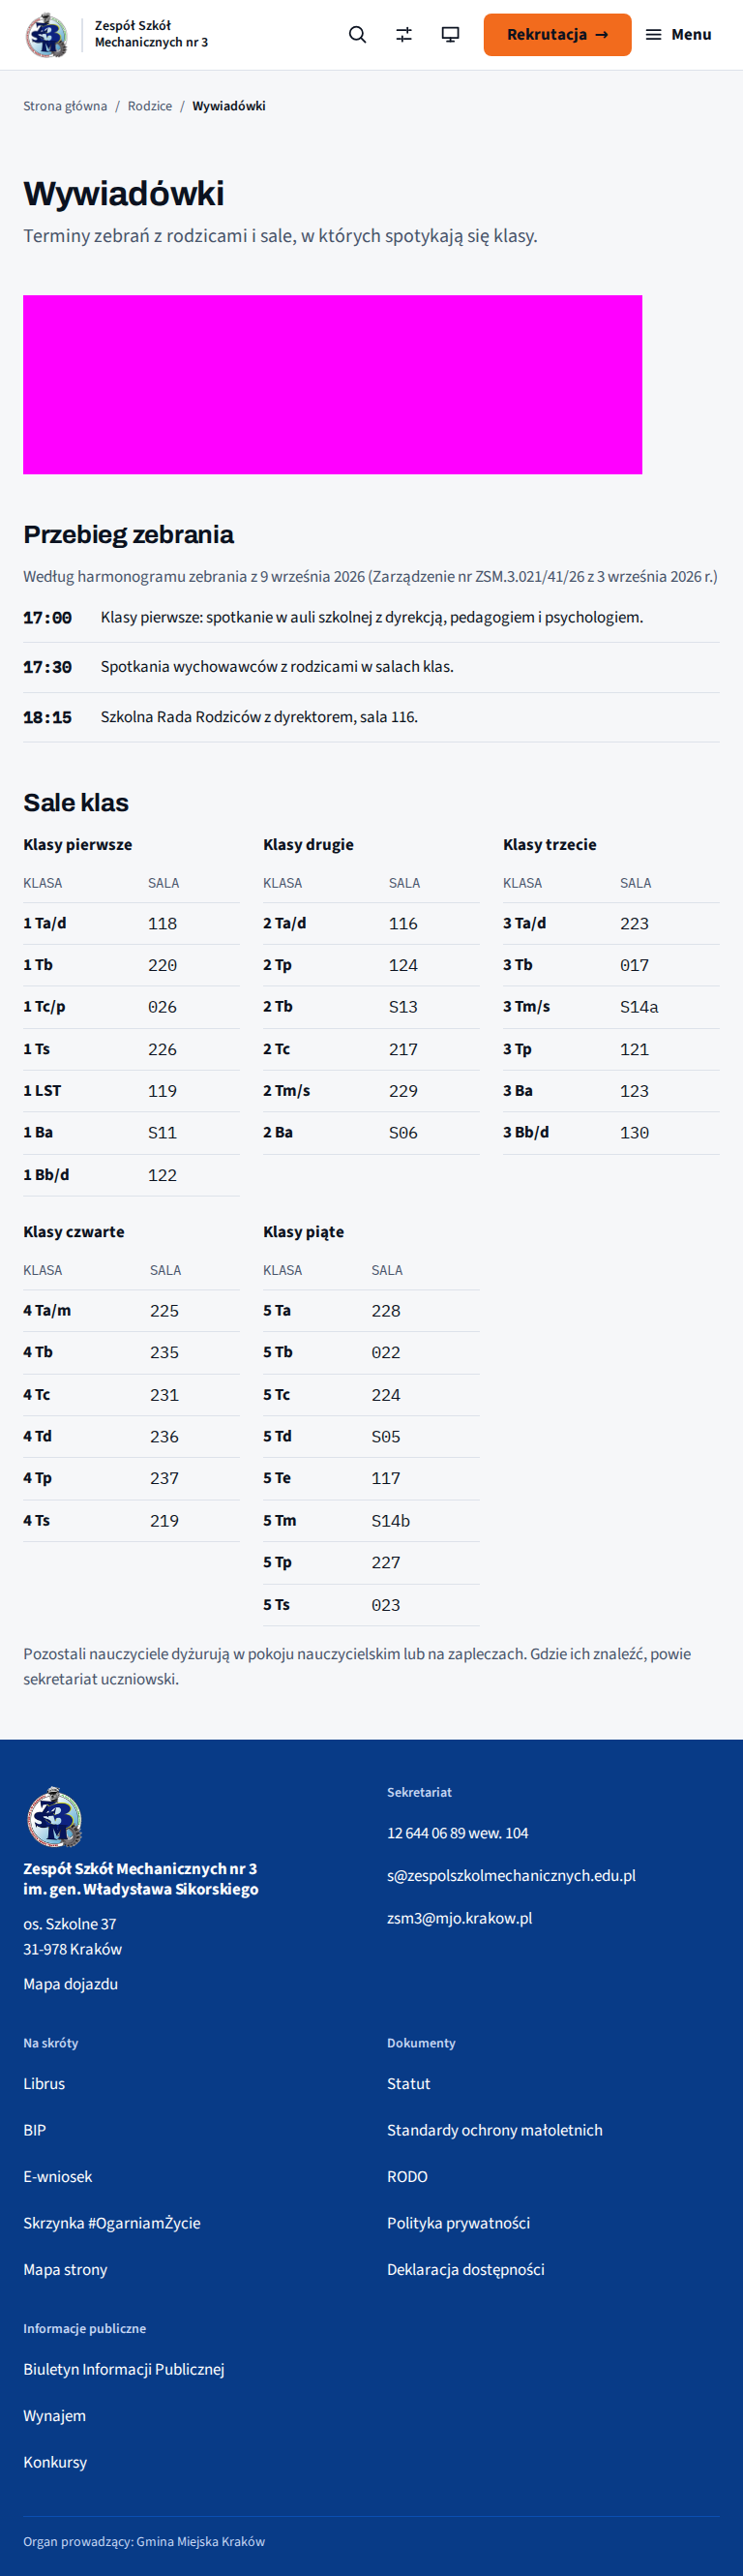 Zespół Szkół
Mechanicznych nr 3
Rekrutacja →
Menu
Strona główna / Rodzice / Wywiadówki
Wywiadówki
Terminy zebrań z rodzicami i sale, w których spotykają się klasy.
Przebieg zebrania
Według harmonogramu zebrania z 9 września 2026 (Zarządzenie nr ZSM.3.021/41/26 z 3 września 2026 r.)
17:00 Klasy pierwsze: spotkanie w auli szkolnej z dyrekcją, pedagogiem i psychologiem.
17:30 Spotkania wychowawców z rodzicami w salach klas.
18:15 Szkolna Rada Rodziców z dyrektorem, sala 116.
Sale klas
Klasy pierwsze
KLASA SALA
1 Ta/d 118
1 Tb 220
1 Tc/p 026
1 Ts 226
1 LST 119
1 Ba S11
1 Bb/d 122
Klasy drugie
KLASA SALA
2 Ta/d 116
2 Tp 124
2 Tb S13
2 Tc 217
2 Tm/s 229
2 Ba S06
Klasy trzecie
KLASA SALA
3 Ta/d 223
3 Tb 017
3 Tm/s S14a
3 Tp 121
3 Ba 123
3 Bb/d 130
Klasy czwarte
KLASA SALA
4 Ta/m 225
4 Tb 235
4 Tc 231
4 Td 236
4 Tp 237
4 Ts 219
Klasy piąte
KLASA SALA
5 Ta 228
5 Tb 022
5 Tc 224
5 Td S05
5 Te 117
5 Tm S14b
5 Tp 227
5 Ts 023
Pozostali nauczyciele dyżurują w pokoju nauczycielskim lub na zapleczach. Gdzie ich znaleźć, powie
sekretariat uczniowski.
Zespół Szkół Mechanicznych nr 3
im. gen. Władysława Sikorskiego
os. Szkolne 37
31-978 Kraków
Mapa dojazdu
Sekretariat
12 644 06 89 wew. 104
s@zespolszkolmechanicznych.edu.pl
zsm3@mjo.krakow.pl
Na skróty
Librus
BIP
E-wniosek
Skrzynka #OgarniamŻycie
Mapa strony
Dokumenty
Statut
Standardy ochrony małoletnich
RODO
Polityka prywatności
Deklaracja dostępności
Informacje publiczne
Biuletyn Informacji Publicznej
Wynajem
Konkursy
Organ prowadzący: Gmina Miejska Kraków